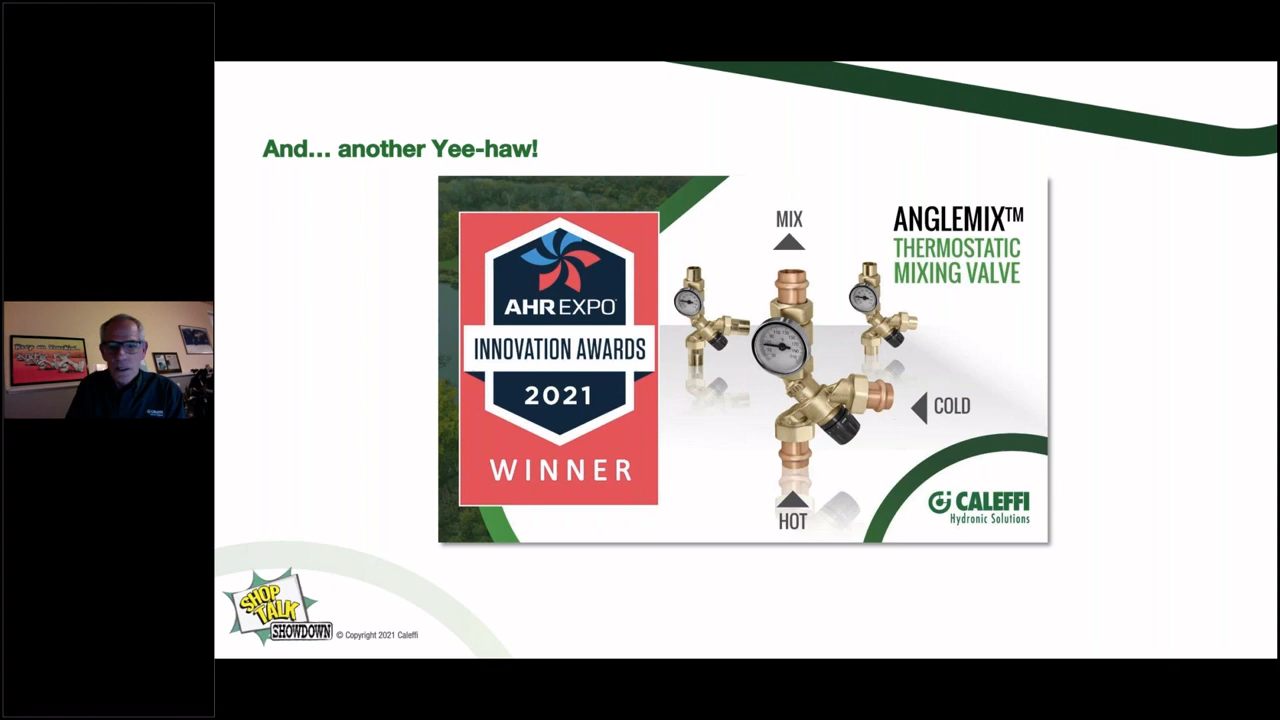 And... another Yee-haw!
AHR EXPO
INNOVATION AWARDS
2021
WINNER
MIX
ANGLEMIX™
THERMOSTATIC
MIXING VALVE
COLD
HOT
CALEFFI
Hydronic Solutions
SHOP
TALK
SHOWDOWN
© Copyright 2021 Caleffi
CALEFFI